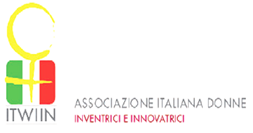 ITWIIN
ASSOCIAZIONE ITALIANA DONNE
INVENTRICI E INNOVATRICI